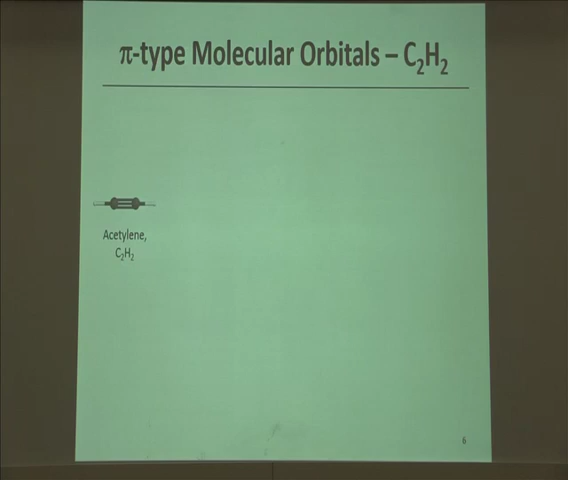 π-type Molecular Orbitals – C₂H₂
Acetylene,
C₂H₂
6